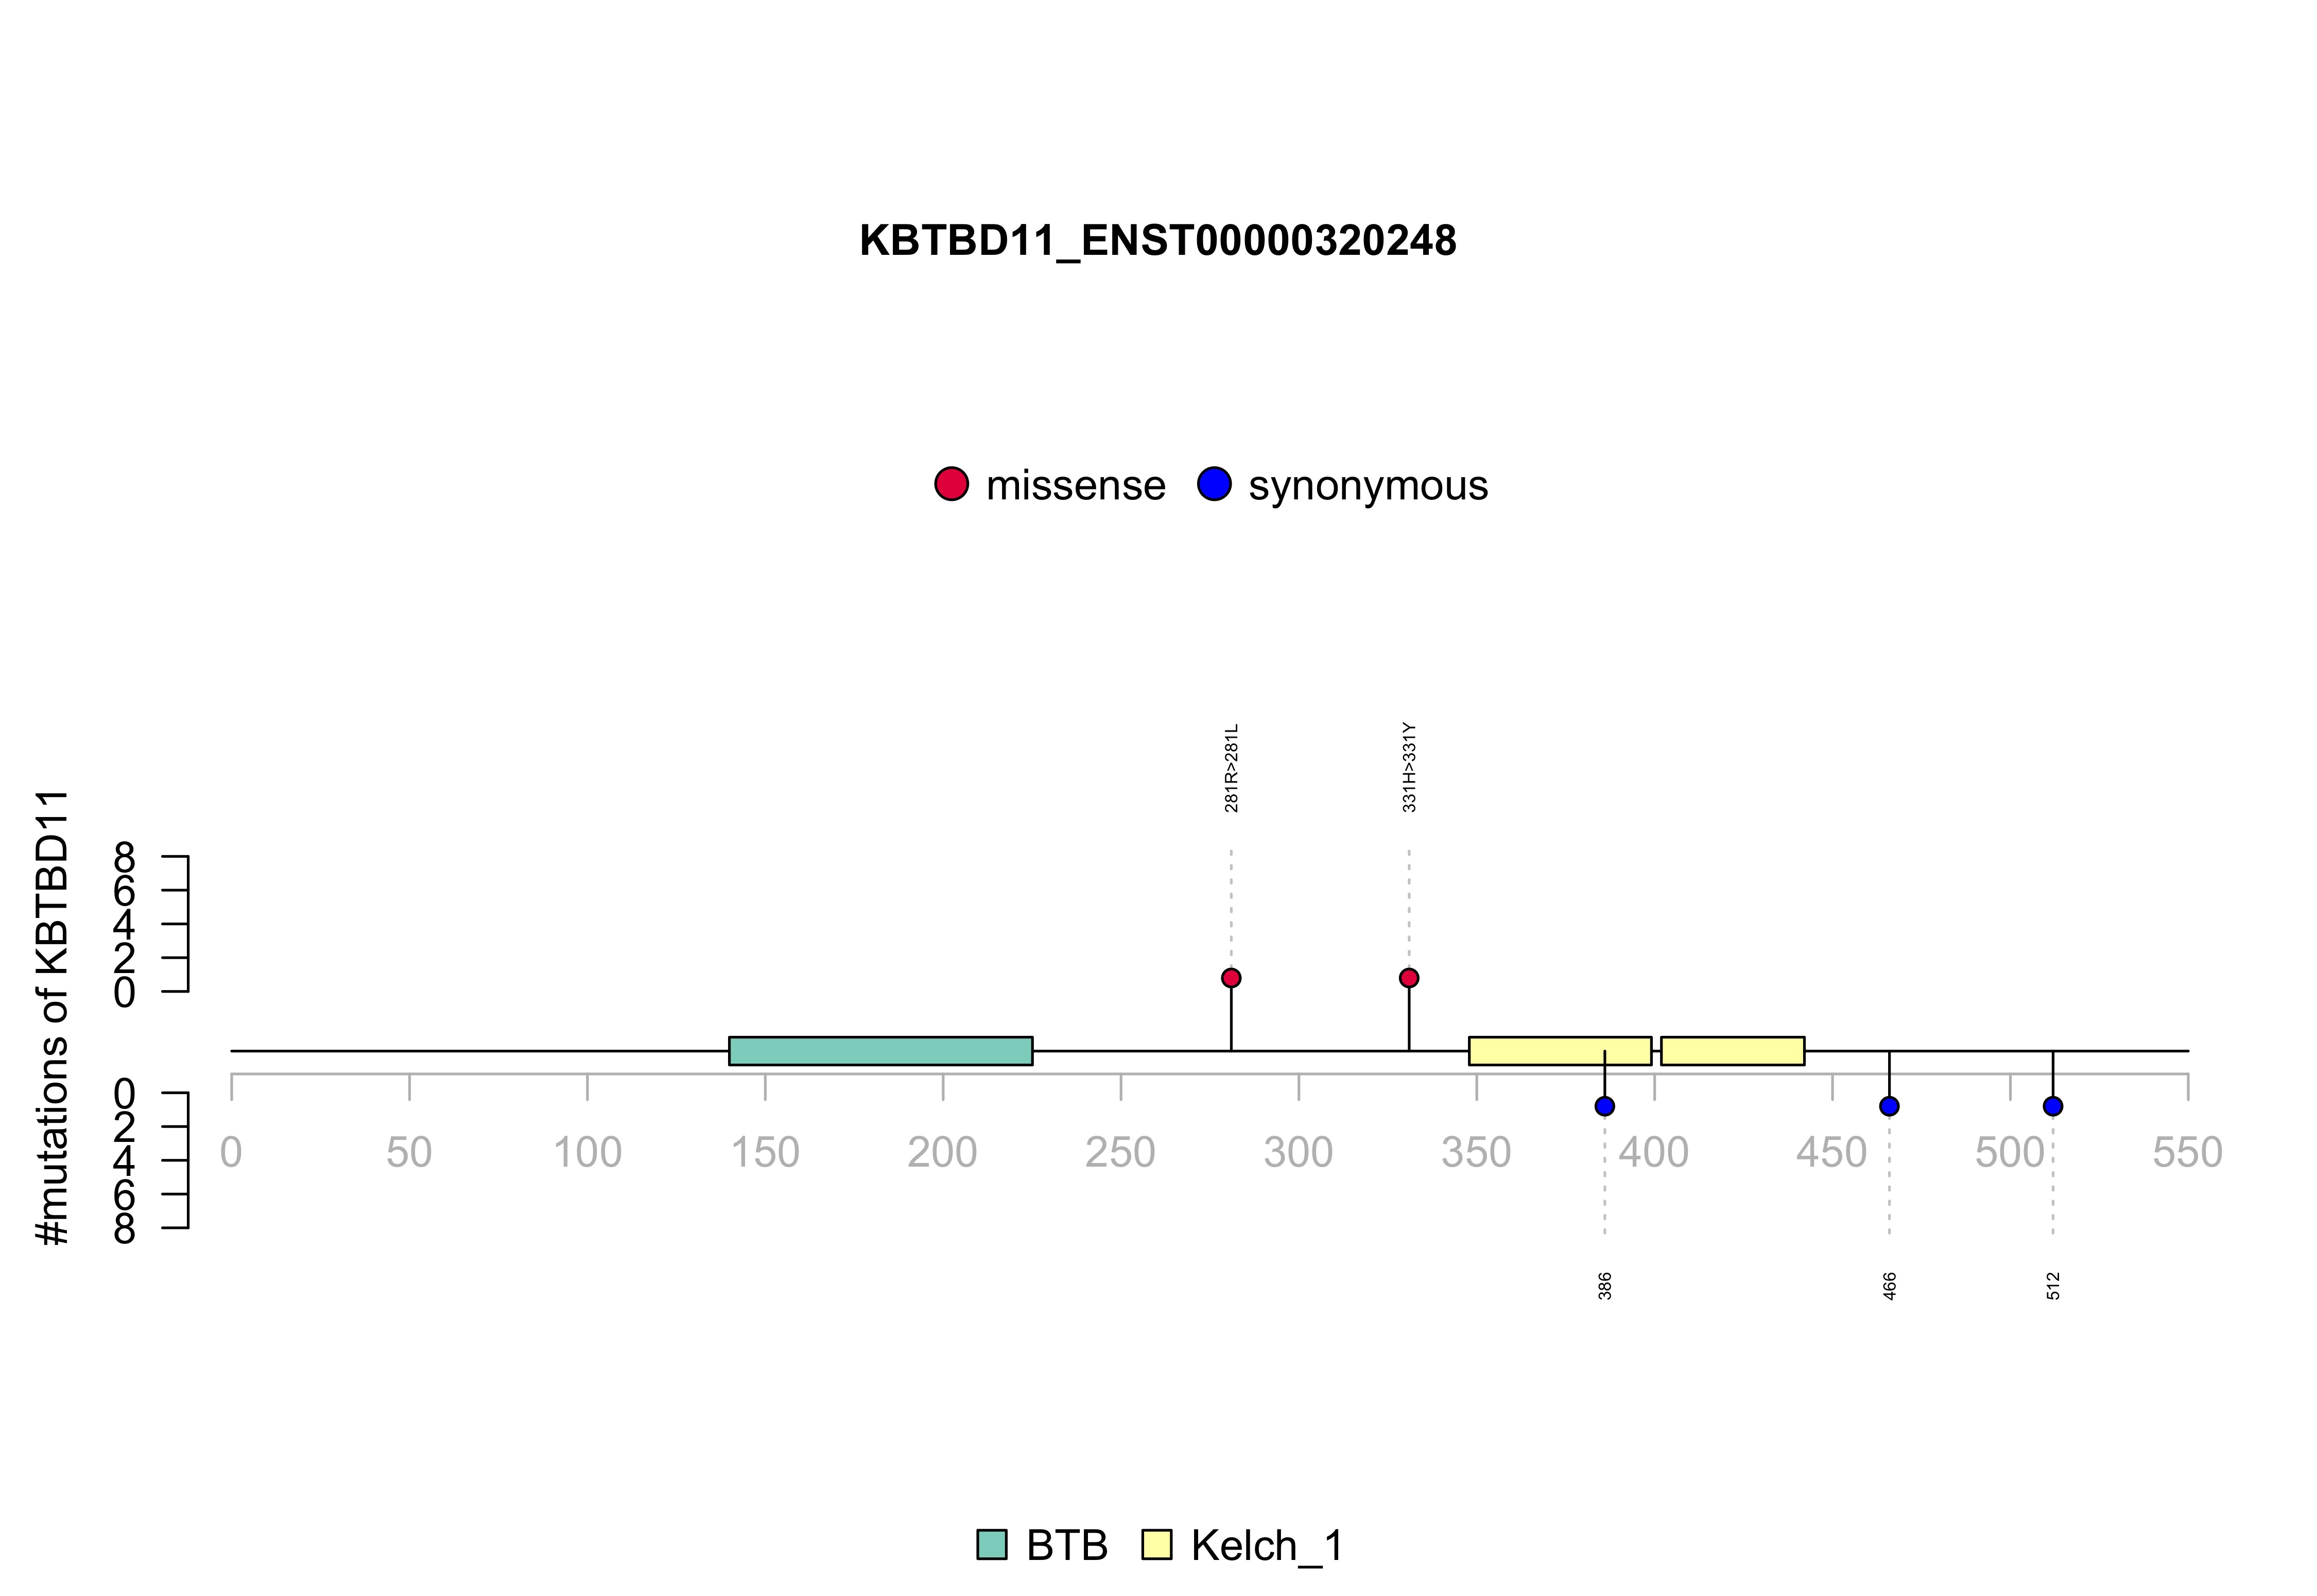 KBTBD11_ENST00000320248
missense synonymous
281R>281L 331H>331Y
#mutations of KBTBD11
8
6
4
2
0
0
2
4
6
8
0 50 100 150 200 250 300 350 400 450 500 550
386 466 512
BTB Kelch_1